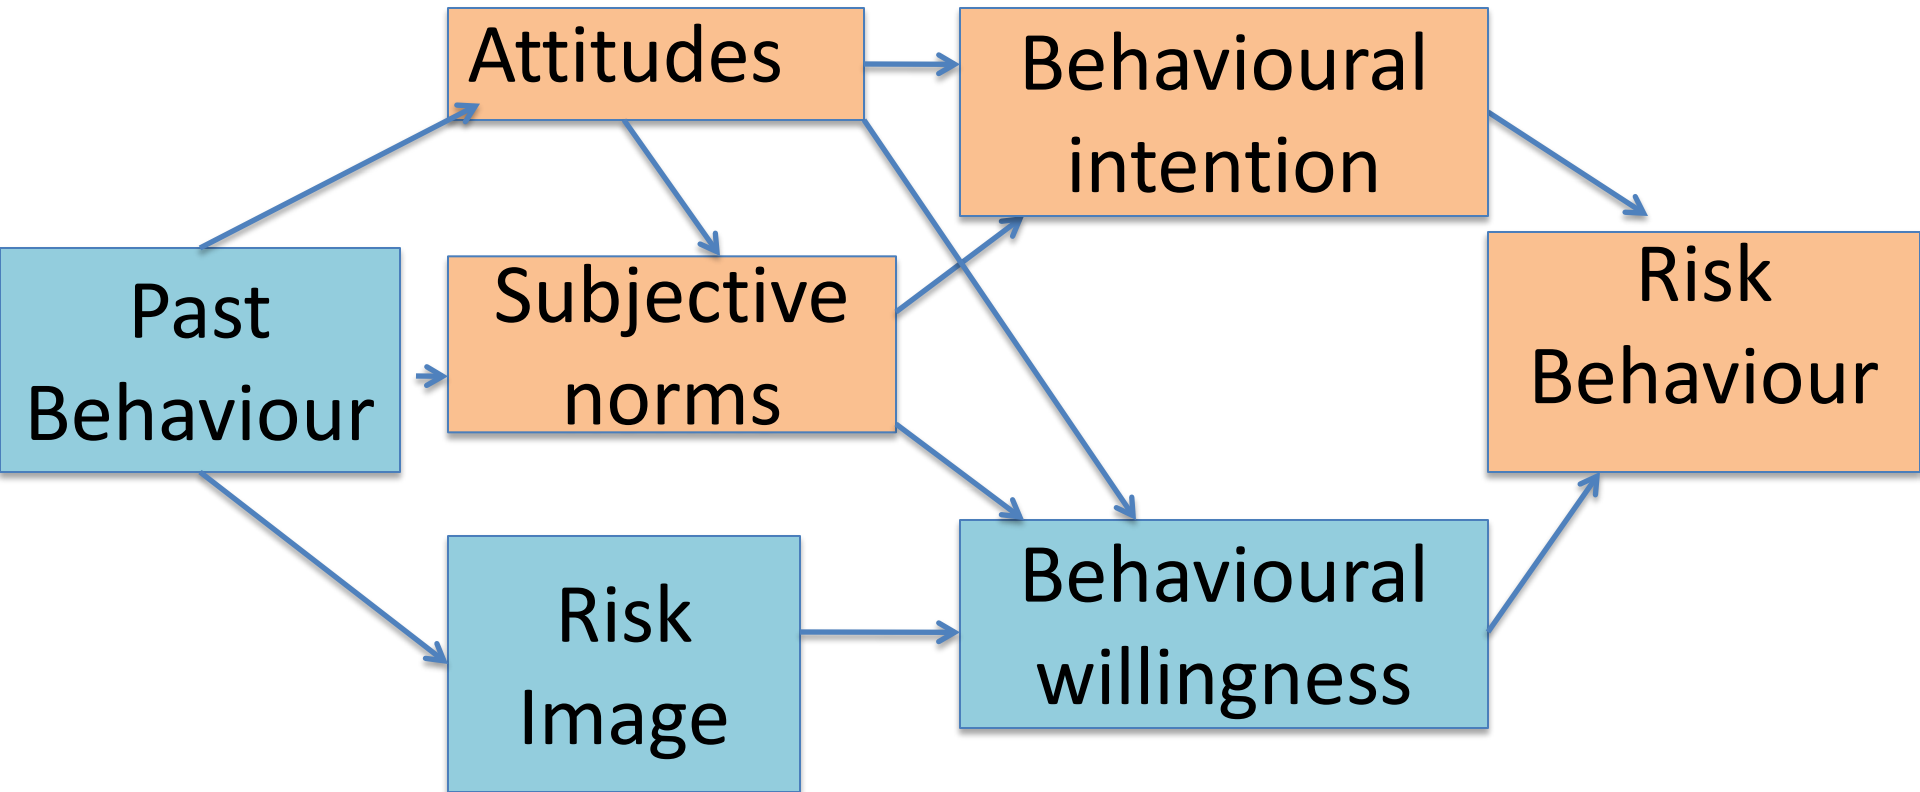 Attitudes
Behavioural
intention
Past
Behaviour
Subjective
norms
Risk
Behaviour
Risk
Image
Behavioural
willingness